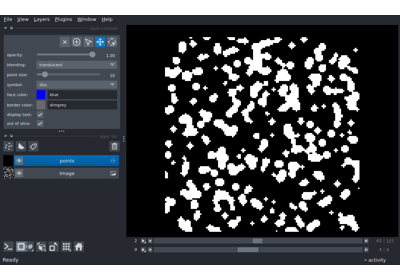 File View Layers Plugins Window Help
opacity: 1.00
blending: translucent
point size: 10
symbol: disc
face color: blue
border color: dimgrey
display text:
out of slice:
points
Image
2
0
Ready
activity